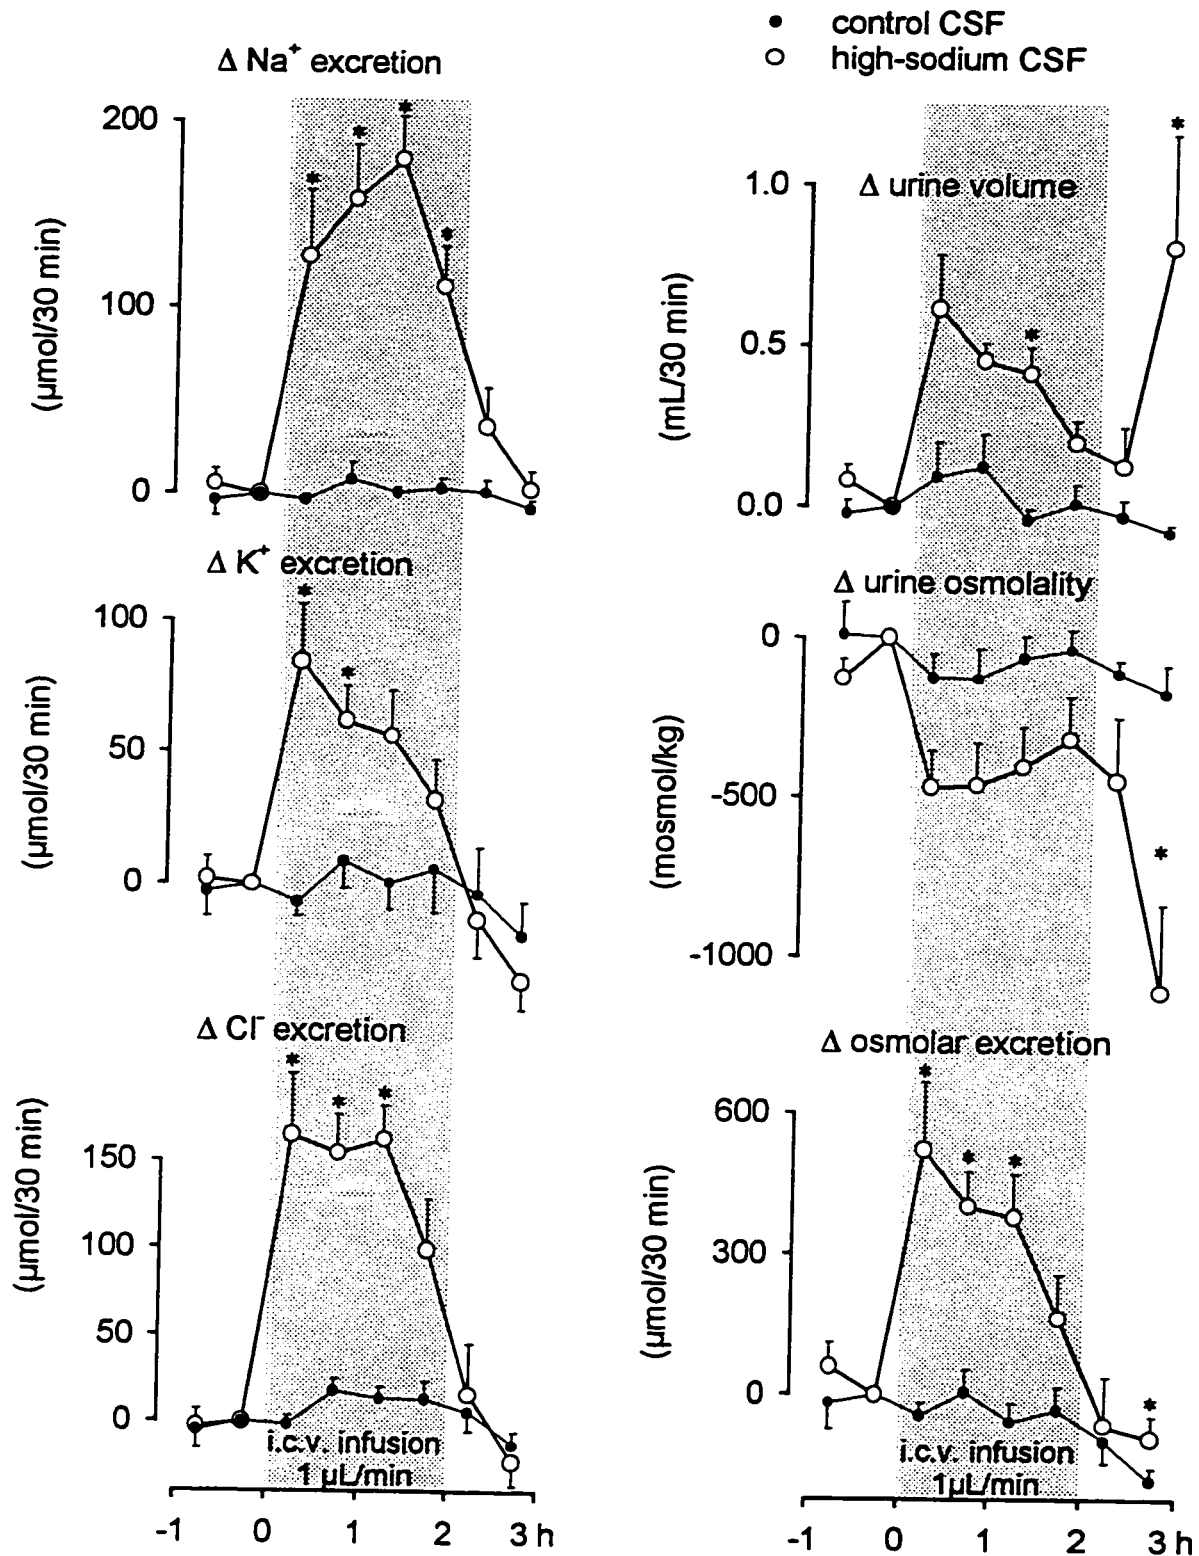 control CSF
high-sodium CSF
Δ Na⁺ excretion
200
100
0
(µmol/30 min)
* * * *
Δ K⁺ excretion
100
50
0
(µmol/30 min)
* *
Δ Cl⁻ excretion
150
100
50
0
(µmol/30 min)
* * *
i.c.v. infusion
1 µL/min
-1 0 1 2 3 h
Δ urine volume
1.0
0.5
0.0
(mL/30 min)
* *
Δ urine osmolality
0
-500
-1000
(mosmol/kg)
*
Δ osmolar excretion
600
300
0
(µmol/30 min)
* * * *
i.c.v. infusion
1µL/min
-1 0 1 2 3 h